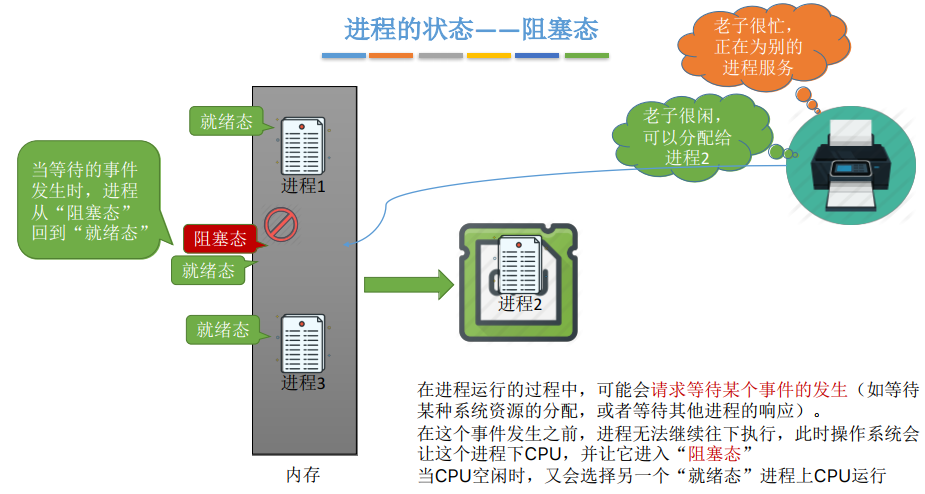 进程的状态——阻塞态
老子很忙，
正在为别的
进程服务
老子很闲，
可以分配给
进程2
就绪态
进程1
当等待的事件
发生时，进程
从“阻塞态”
回到“就绪态”
阻塞态
就绪态
进程2
就绪态
进程3
内存
在进程运行的过程中，可能会请求等待某个事件的发生（如等待
某种系统资源的分配，或者等待其他进程的响应）。
在这个事件发生之前，进程无法继续往下执行，此时操作系统会
让这个进程下CPU，并让它进入“阻塞态”
当CPU空闲时，又会选择另一个“就绪态”进程上CPU运行